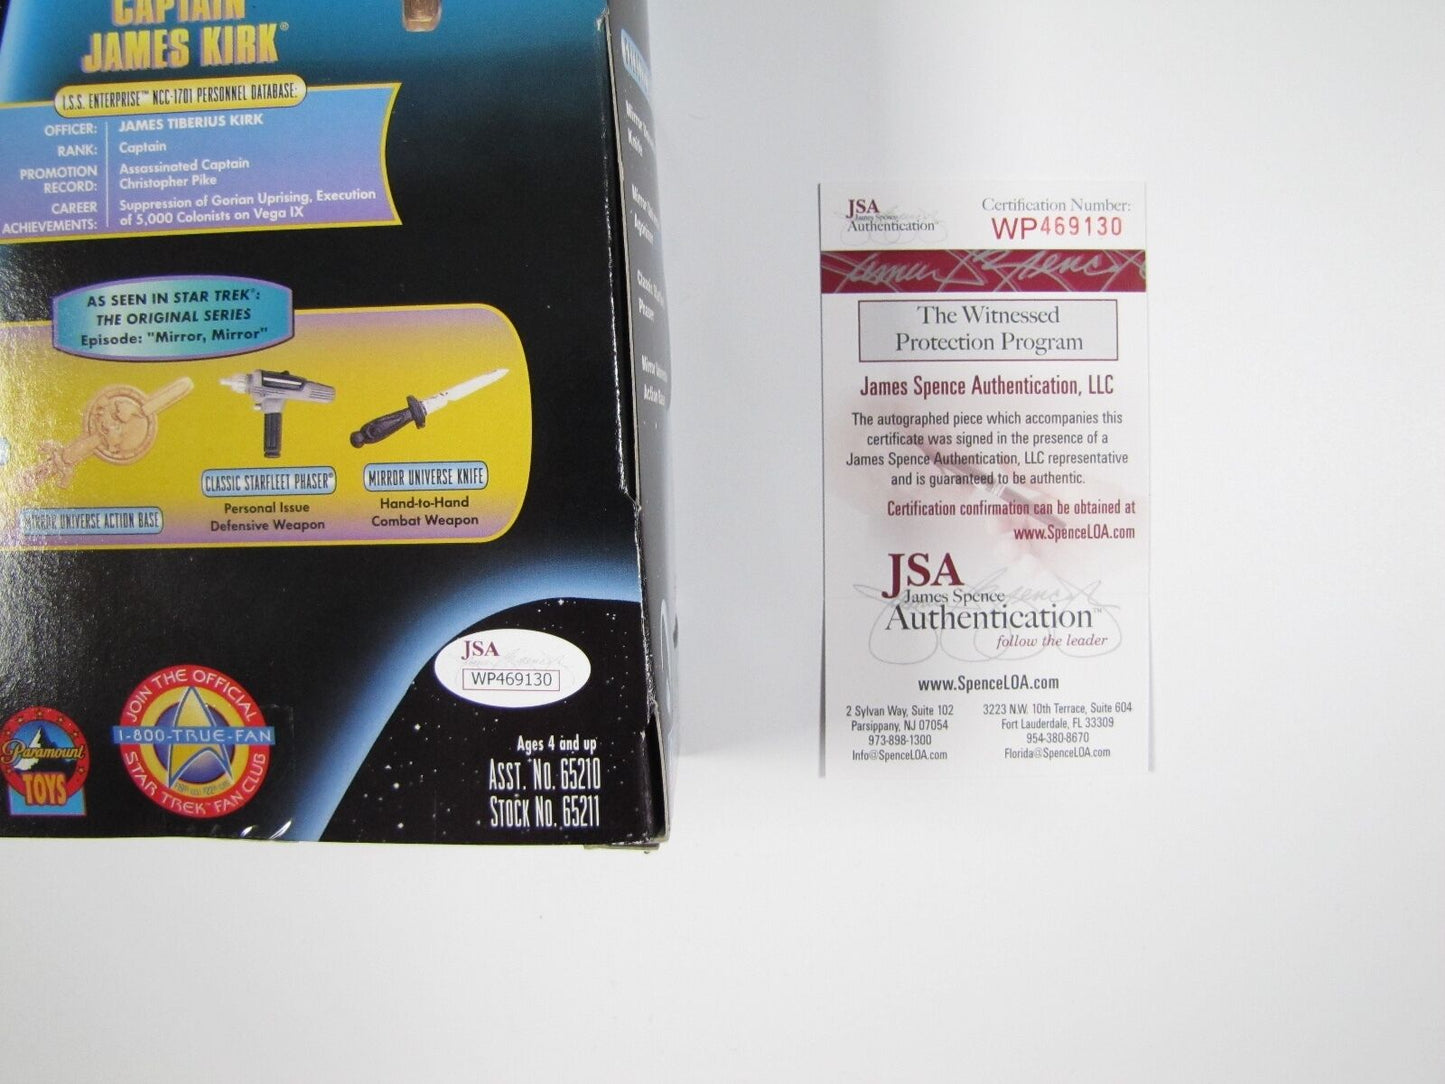 CAPTAIN
JAMES KIRK®
I.S.S. ENTERPRISE™ NCC-1701 PERSONNEL DATABASE:
OFFICER: JAMES TIBERIUS KIRK
RANK: Captain
PROMOTION RECORD: Assassinated Captain
Christopher Pike
CAREER ACHIEVEMENTS: Suppression of Gorian Uprising, Execution
of 5,000 Colonists on Vega IX
AS SEEN IN STAR TREK®:
THE ORIGINAL SERIES
Episode: "Mirror, Mirror"
MIRROR UNIVERSE ACTION BASE
CLASSIC STARFLEET PHASER®
Personal Issue
Defensive Weapon
MIRROR UNIVERSE KNIFE
Hand-to-Hand
Combat Weapon
Knife
Phaser
Paramount
TOYS
JOIN THE OFFICIAL
1-800-TRUE-FAN
STAR TREK™ FAN CLUB
JSA
WP469130
Ages 4 and up
ASST. NO. 65210
STOCK NO. 65211
JSA
James Spence
Authentication
Certification Number:
WP469130
The Witnessed
Protection Program
James Spence Authentication, LLC
The autographed piece which accompanies this
certificate was signed in the presence of a
James Spence Authentication, LLC representative
and is guaranteed to be authentic.
Certification confirmation can be obtained at
www.SpenceLOA.com
JSA
James Spence
Authentication™
follow the leader
www.SpenceLOA.com
2 Sylvan Way, Suite 102
Parsippany, NJ 07054
973-898-1300
Info@SpenceLOA.com
3223 N.W. 10th Terrace, Suite 604
Fort Lauderdale, FL 33309
954-380-8670
Florida@SpenceLOA.com